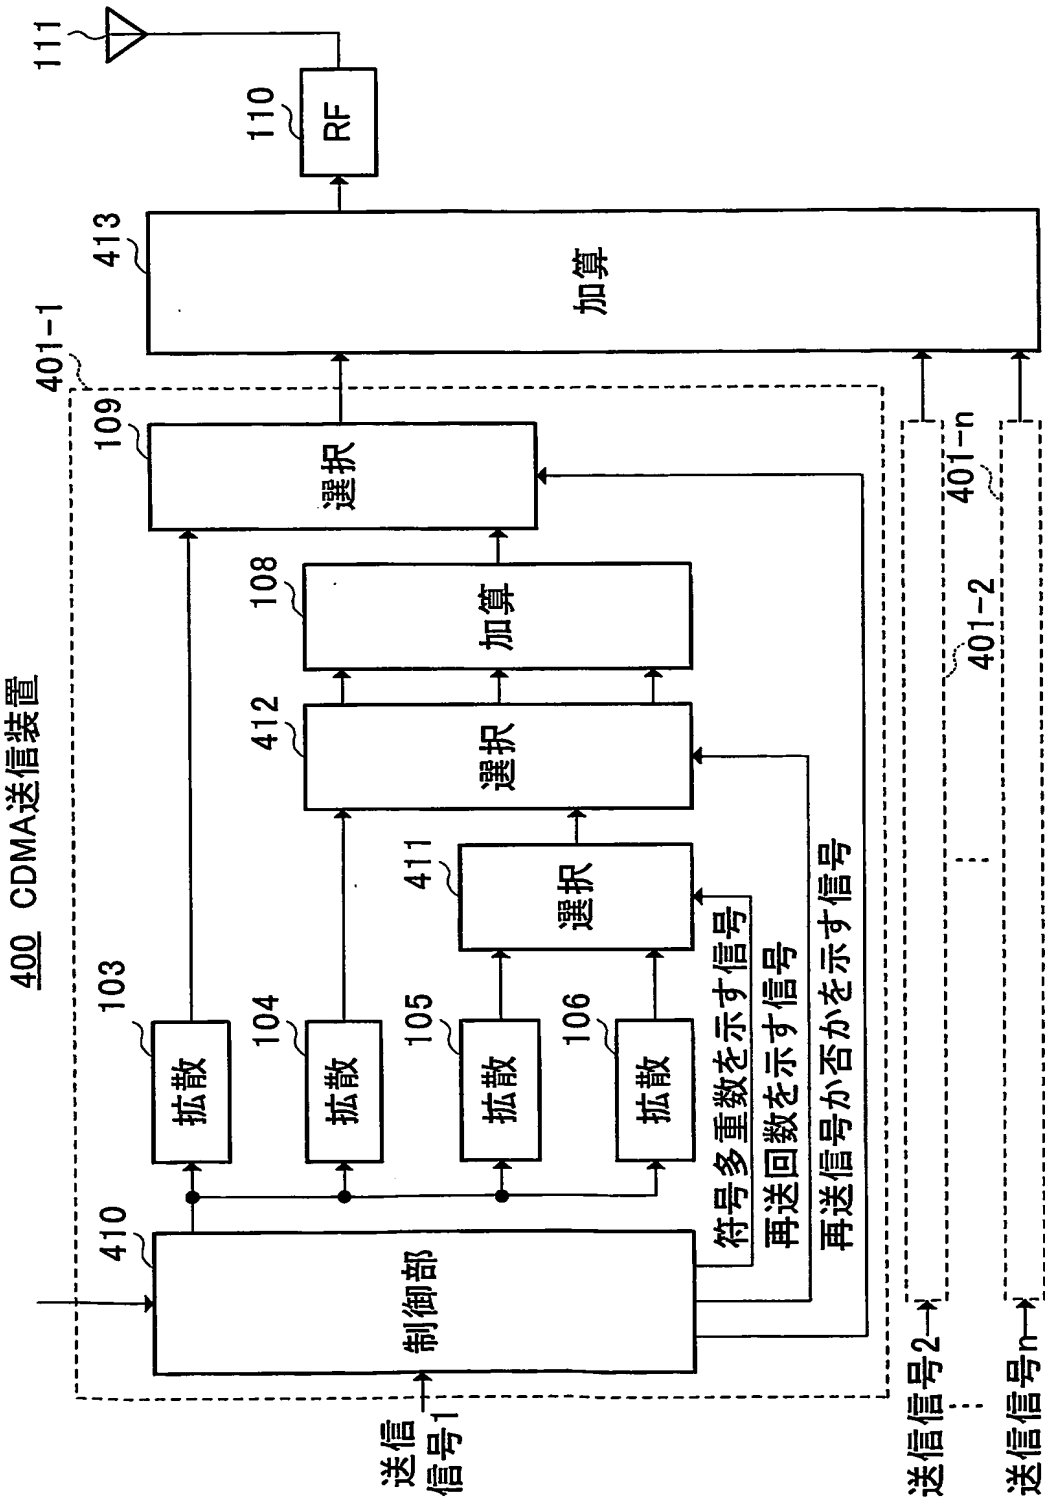 400 CDMA送信装置
401-1
送信
信号1
410
制御部
103
拡散
104
拡散
105
拡散
106
拡散
411
選択
412
選択
108
加算
109
選択
413
加算
110
RF
111
符号多重数を示す信号
再送回数を示す信号
再送信号か否かを示す信号
送信信号2
401-2
送信信号n
401-n